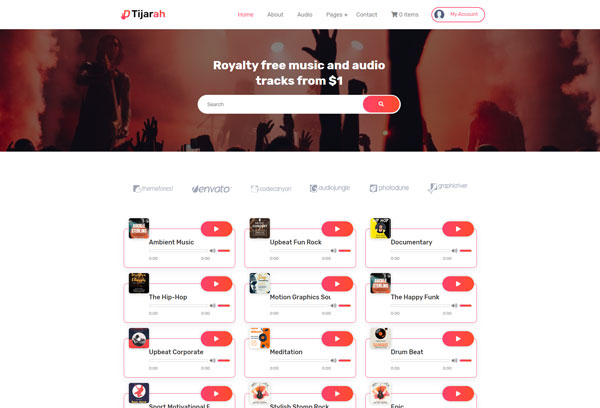 Tijarah
Home About Audio Pages Contact 0 items My Account
Royalty free music and audio
tracks from $1
Search
themeforest envato codecanyon audiojungle photodune graphicriver
Ambient Music Upbeat Fun Rock Documentary
0:00 0:00 0:00 0:00 0:00 0:00
The Hip-Hop Motion Graphics Sou The Happy Funk
0:00 0:00 0:00 0:00 0:00 0:00
Upbeat Corporate Meditation Drum Beat
0:00 0:00 0:00 0:00 0:00 0:00
Sport Motivational F Stylish Stomp Rock Epic